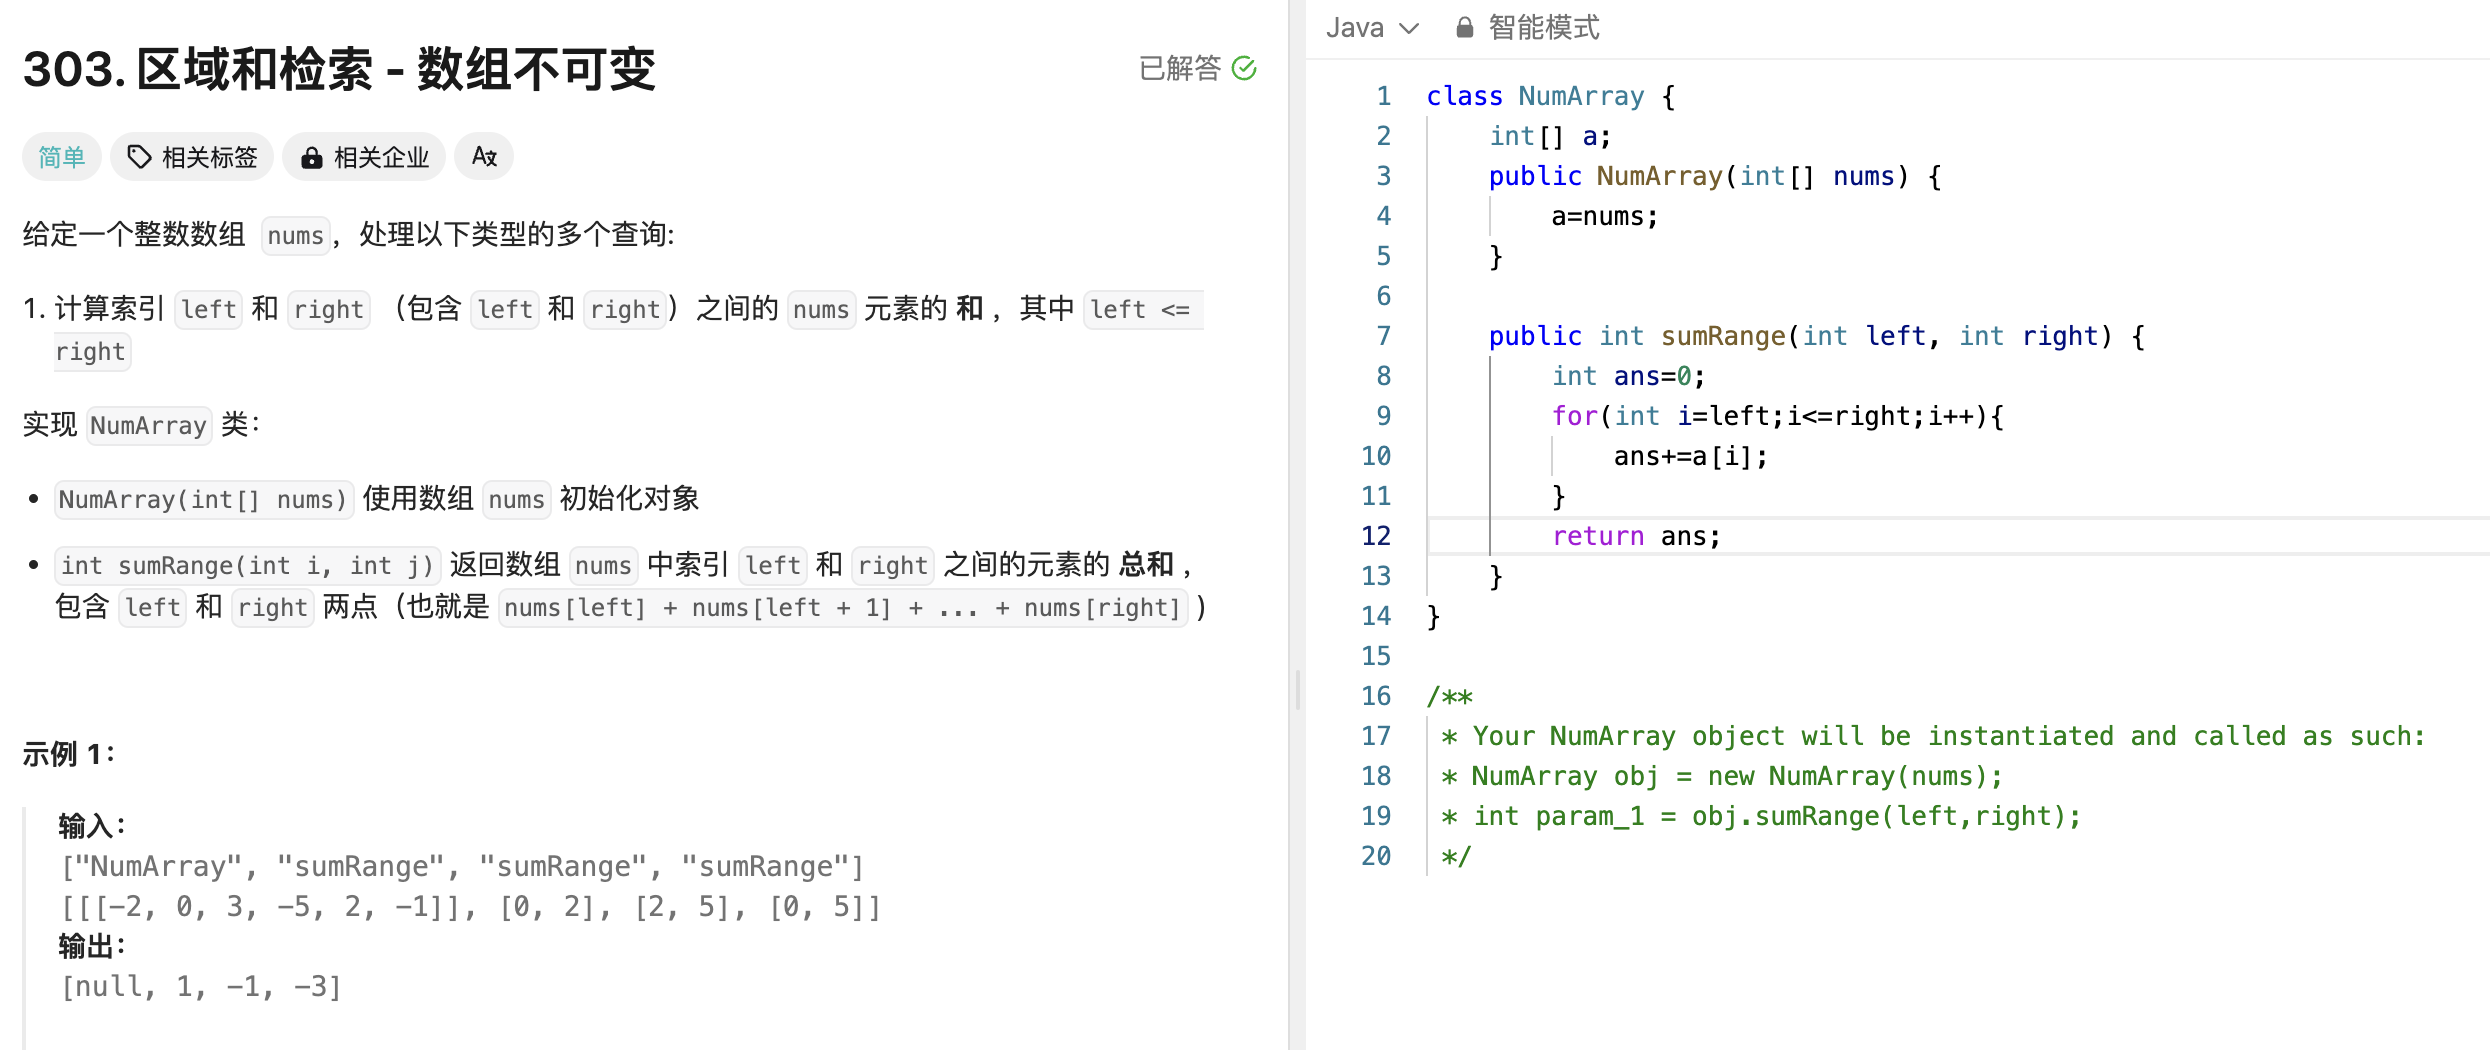 303. 区域和检索 - 数组不可变
已解答
简单 相关标签 相关企业 Ax
给定一个整数数组 nums，处理以下类型的多个查询:
1. 计算索引 left 和 right （包含 left 和 right）之间的 nums 元素的 和 ，其中 left <=
right
实现 NumArray 类：
• NumArray(int[] nums) 使用数组 nums 初始化对象
• int sumRange(int i, int j) 返回数组 nums 中索引 left 和 right 之间的元素的 总和 ，
包含 left 和 right 两点（也就是 nums[left] + nums[left + 1] + ... + nums[right] )
示例 1：
输入：
["NumArray", "sumRange", "sumRange", "sumRange"]
[[[-2, 0, 3, -5, 2, -1]], [0, 2], [2, 5], [0, 5]]
输出：
[null, 1, -1, -3]
Java 智能模式
1 class NumArray {
2 int[] a;
3 public NumArray(int[] nums) {
4 a=nums;
5 }
6
7 public int sumRange(int left, int right) {
8 int ans=0;
9 for(int i=left;i<=right;i++){
10 ans+=a[i];
11 }
12 return ans;
13 }
14 }
15
16 /**
17 * Your NumArray object will be instantiated and called as such:
18 * NumArray obj = new NumArray(nums);
19 * int param_1 = obj.sumRange(left,right);
20 */